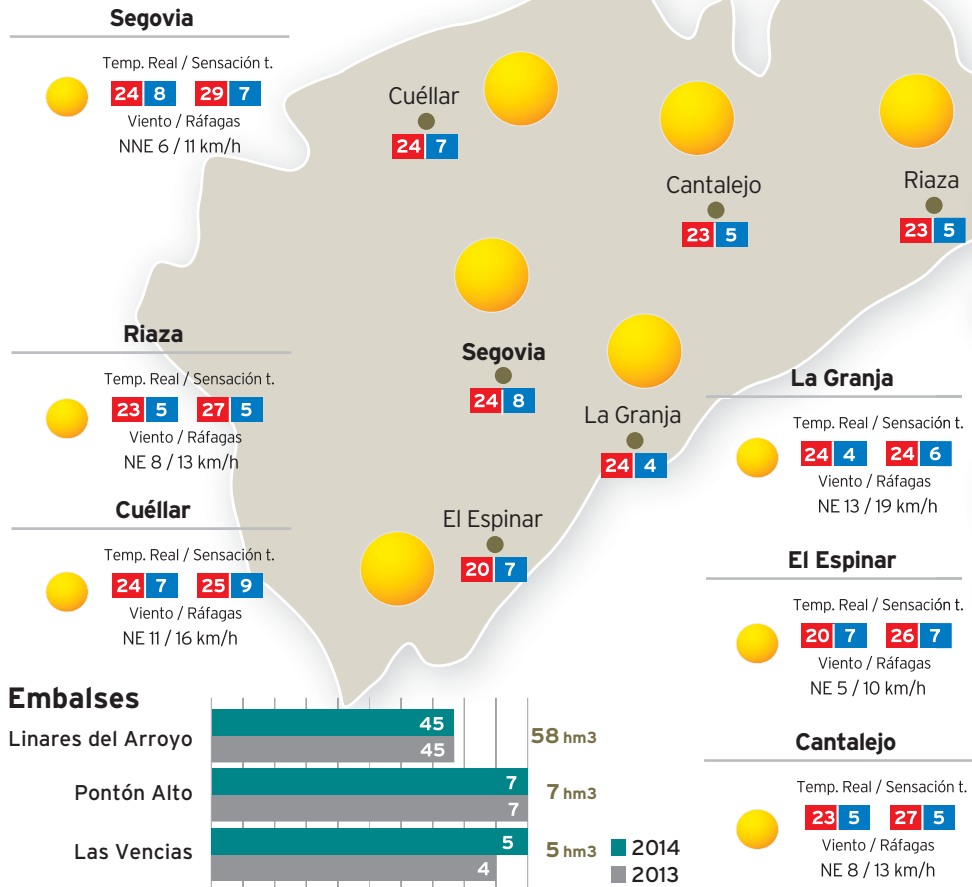 Segovia
Temp. Real / Sensación t.
24 8 29 7
Viento / Ráfagas
NNE 6 / 11 km/h
Cuéllar
24 7
Cantalejo
23 5
Riaza
23 5
Segovia
24 8
La Granja
24 4
El Espinar
20 7
Riaza
Temp. Real / Sensación t.
23 5 27 5
Viento / Ráfagas
NE 8 / 13 km/h
Cuéllar
Temp. Real / Sensación t.
24 7 25 9
Viento / Ráfagas
NE 11 / 16 km/h
La Granja
Temp. Real / Sensación t.
24 4 24 6
Viento / Ráfagas
NE 13 / 19 km/h
El Espinar
Temp. Real / Sensación t.
20 7 26 7
Viento / Ráfagas
NE 5 / 10 km/h
Cantalejo
Temp. Real / Sensación t.
23 5 27 5
Viento / Ráfagas
NE 8 / 13 km/h
Embalses
Linares del Arroyo
45
45
58 hm3
Pontón Alto
7
7
7 hm3
Las Vencias
5
4
5 hm3
2014
2013